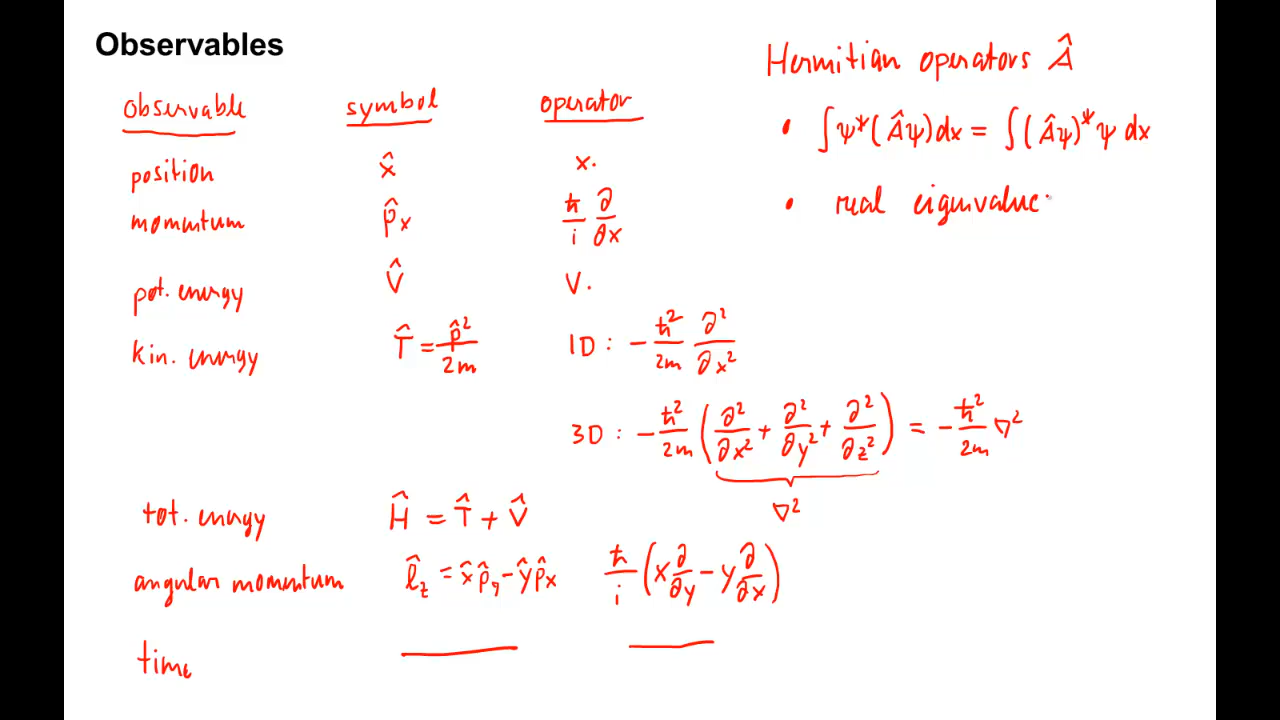 Observables
observable symbol operator
position x̂ x·
momentum p̂x ħ/i ∂/∂x
pot. energy V̂ V·
kin. energy T̂ = p̂²/2m 1D: -ħ²/2m ∂²/∂x²
3D: -ħ²/2m (∂²/∂x² + ∂²/∂y² + ∂²/∂z²) = -ħ²/2m ∇²
∇²
tot. energy Ĥ = T̂ + V̂
angular momentum l̂z = x̂p̂y - ŷp̂x ħ/i (x ∂/∂y - y ∂/∂x)
time — —
Hermitian operators Â
• ∫ψ*(Âψ)dx = ∫(Âψ)*ψ dx
• real eigenvalue